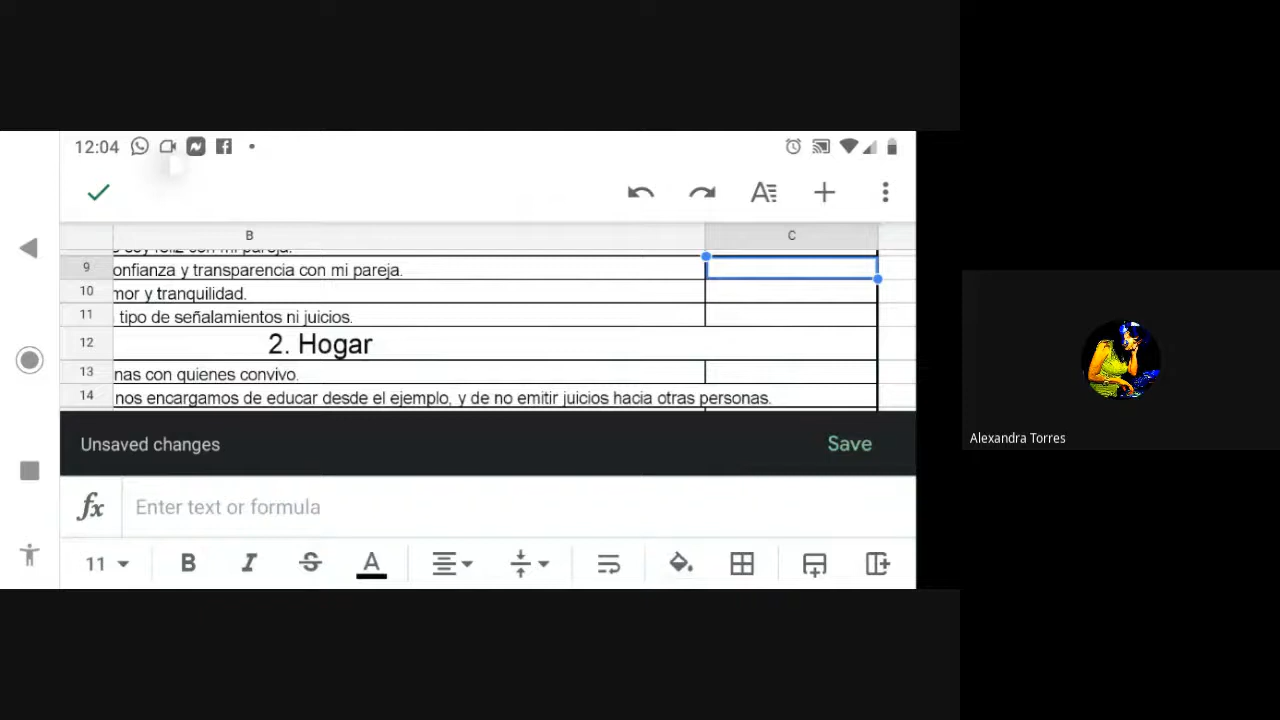 12:04
B
C
9 onfianza y transparencia con mi pareja.
10 mor y tranquilidad.
11 tipo de señalamientos ni juicios.
12 2. Hogar
13 nas con quienes convivo.
14 nos encargamos de educar desde el ejemplo, y de no emitir juicios hacia otras personas.
Unsaved changes Save
fx Enter text or formula
11 B I S A
Alexandra Torres